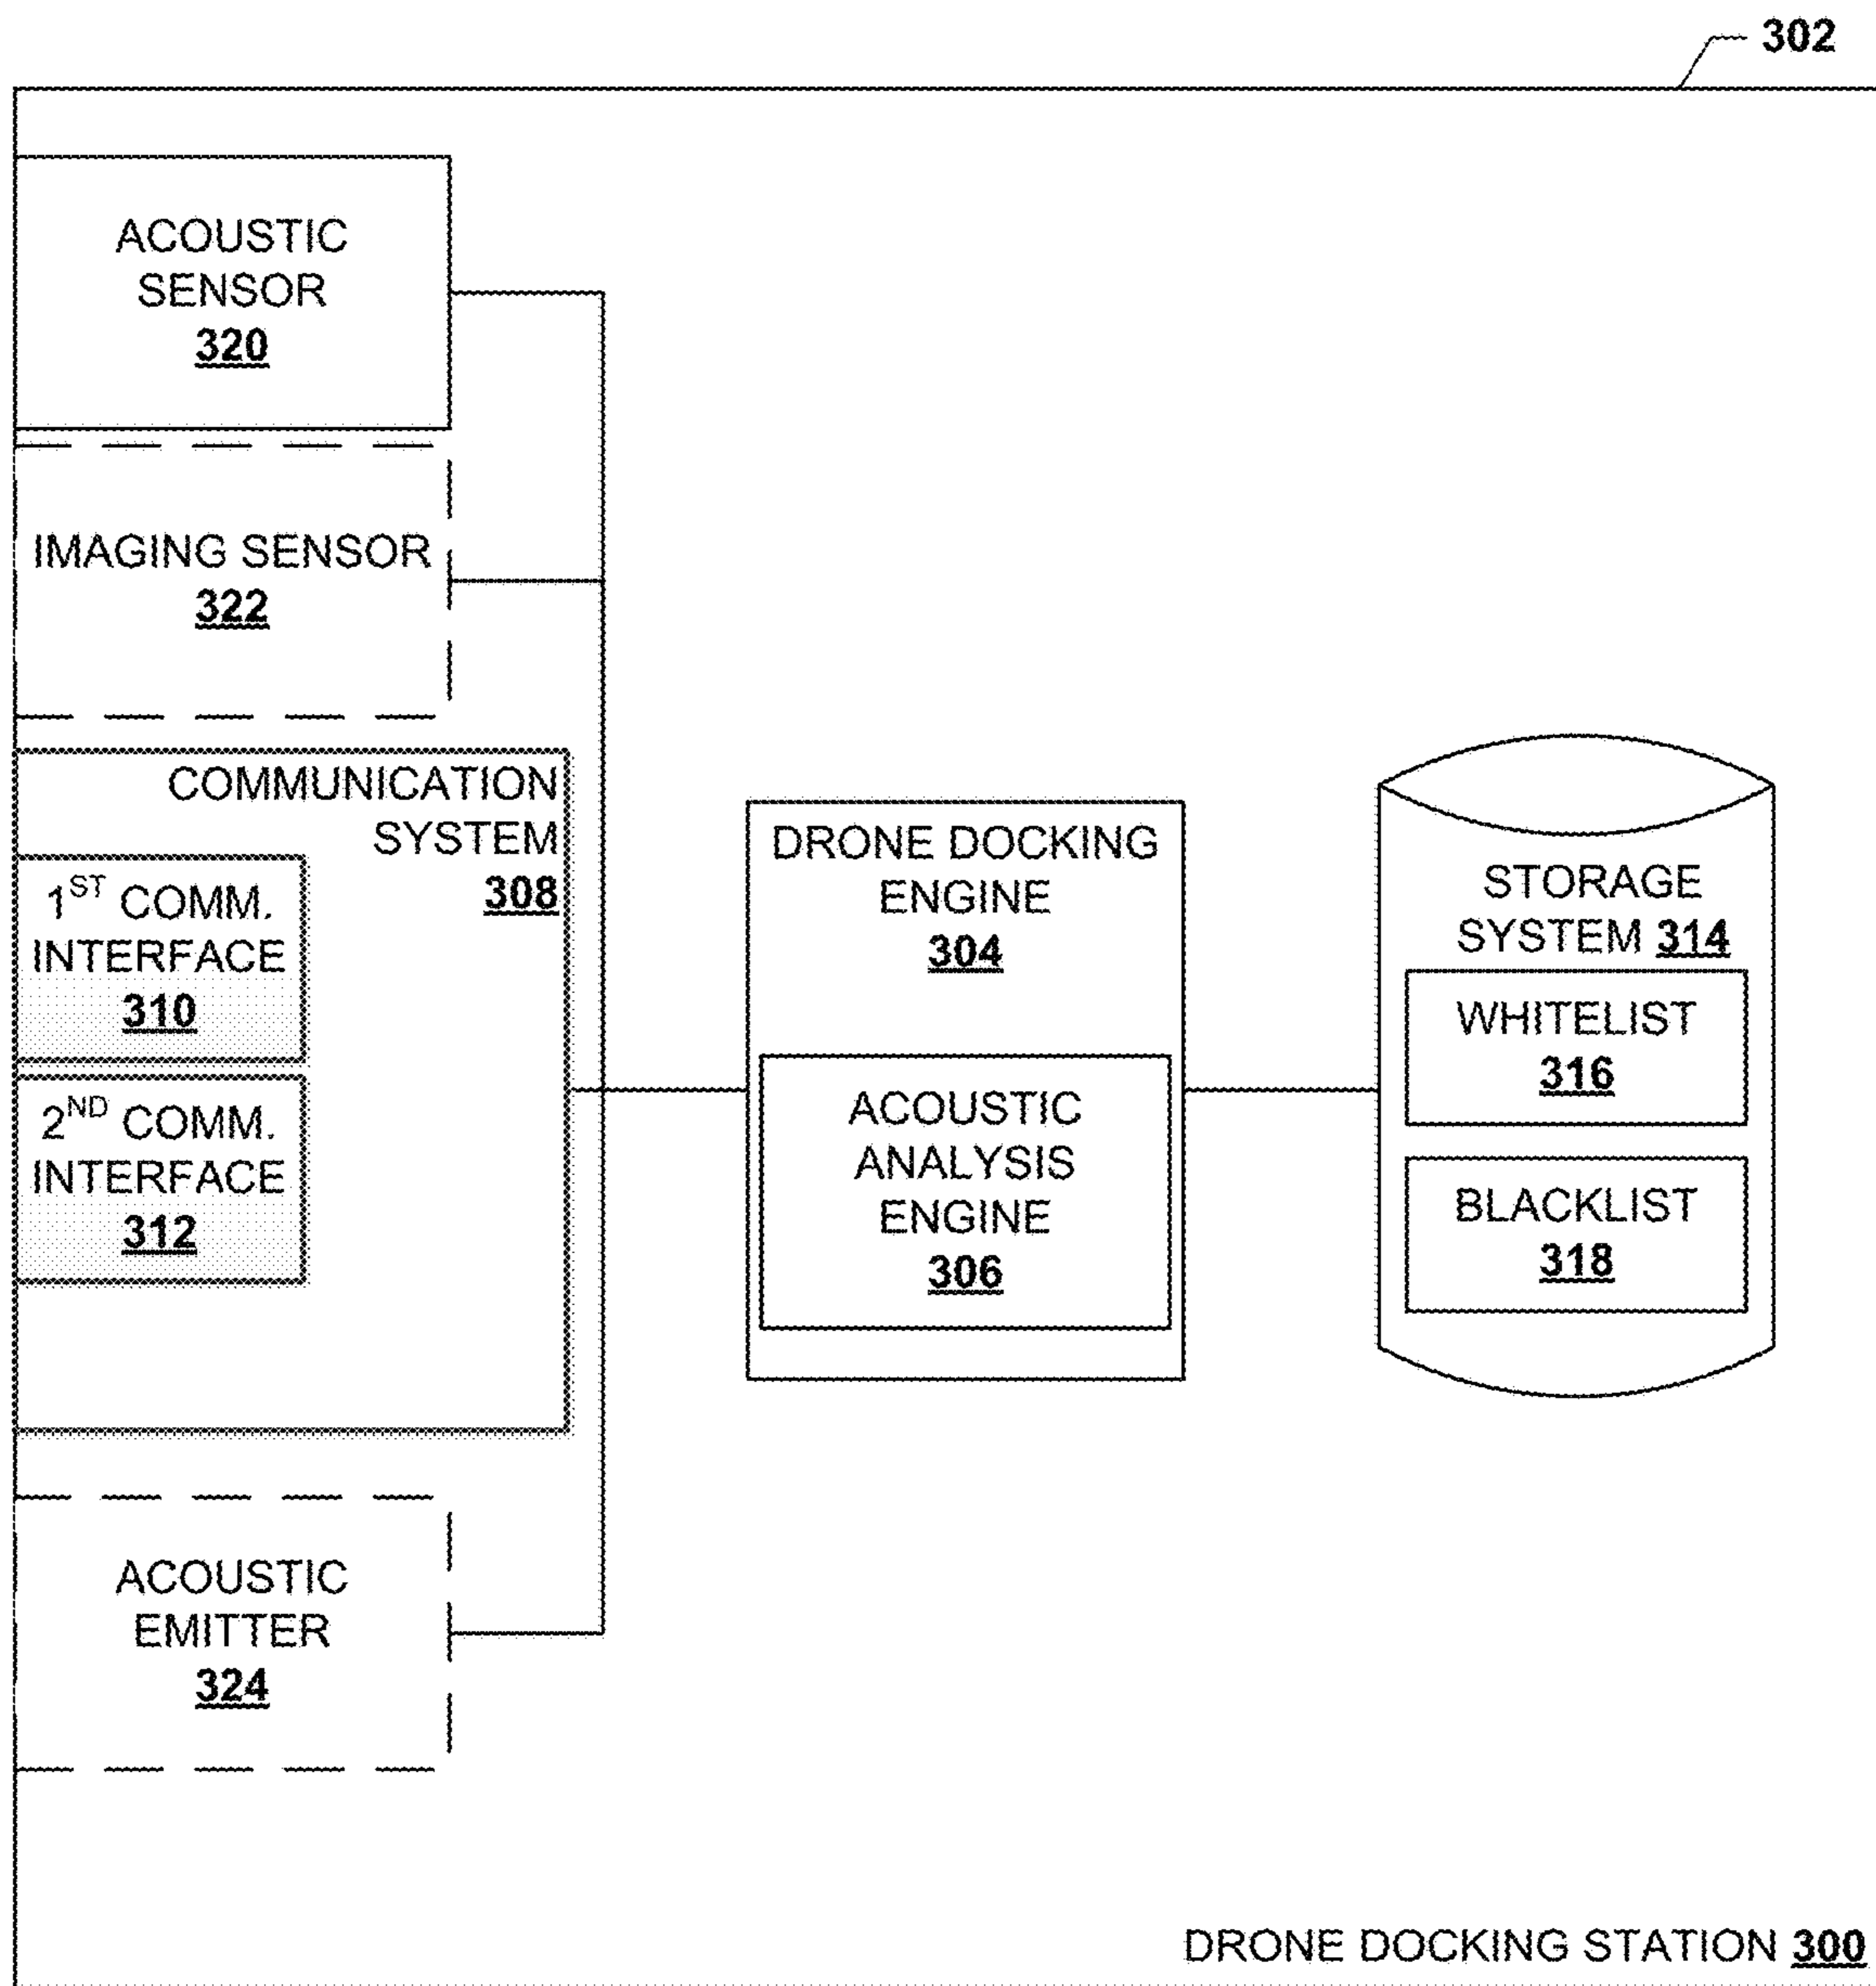 302
ACOUSTIC
SENSOR
320
IMAGING SENSOR
322
COMMUNICATION
SYSTEM
308
1ST COMM.
INTERFACE
310
2ND COMM.
INTERFACE
312
ACOUSTIC
EMITTER
324
DRONE DOCKING
ENGINE
304
ACOUSTIC
ANALYSIS
ENGINE
306
STORAGE
SYSTEM 314
WHITELIST
316
BLACKLIST
318
DRONE DOCKING STATION 300